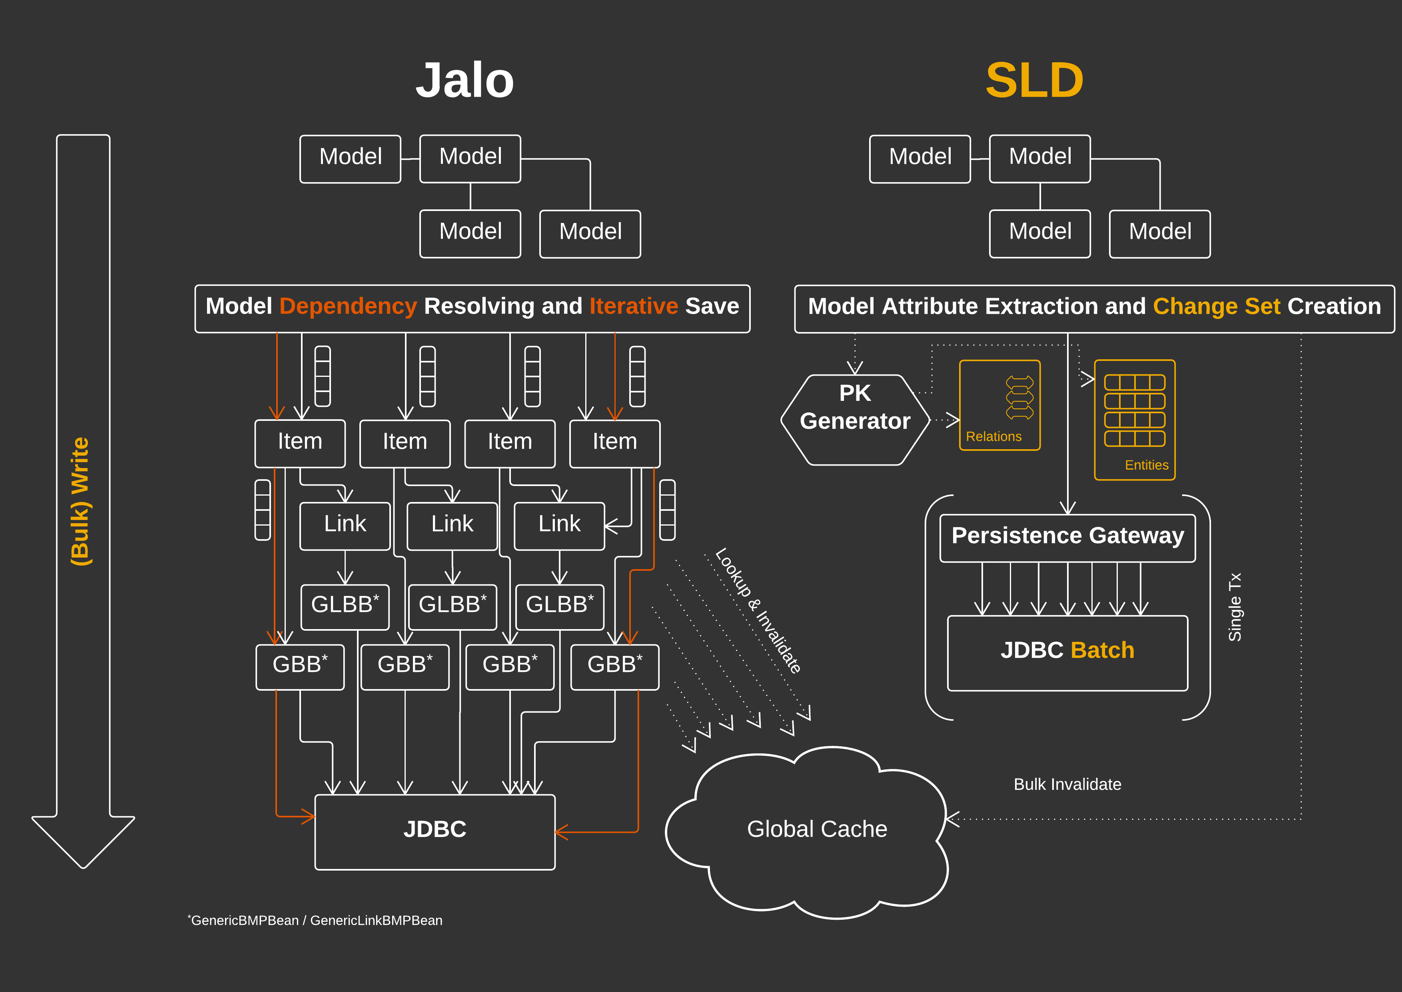 Jalo
SLD
Model
Model
Model
Model
Model
Model
Model
Model
Model Dependency Resolving and Iterative Save
Model Attribute Extraction and Change Set Creation
(Bulk) Write
Item
Item
Item
Item
Link
Link
Link
GLBB*
GLBB*
GLBB*
GBB*
GBB*
GBB*
GBB*
JDBC
*GenericBMPBean / GenericLinkBMPBean
Lookup & Invalidate
Global Cache
PK
Generator
Relations
Entities
Persistence Gateway
JDBC Batch
Single Tx
Bulk Invalidate